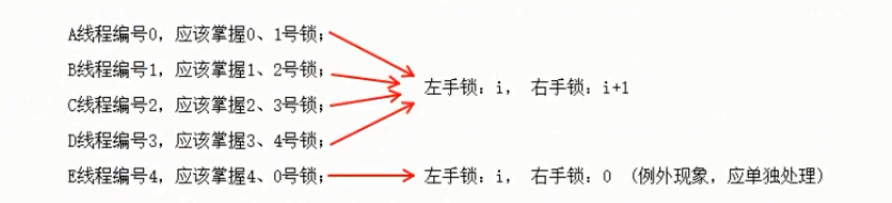 A线程编号0，应该掌握0、1号锁；
B线程编号1，应该掌握1、2号锁；
左手锁：i， 右手锁：i+1
C线程编号2，应该掌握2、3号锁；
D线程编号3，应该掌握3、4号锁；
E线程编号4，应该掌握4、0号锁； 左手锁：i， 右手锁：0 （例外现象，应单独处理）